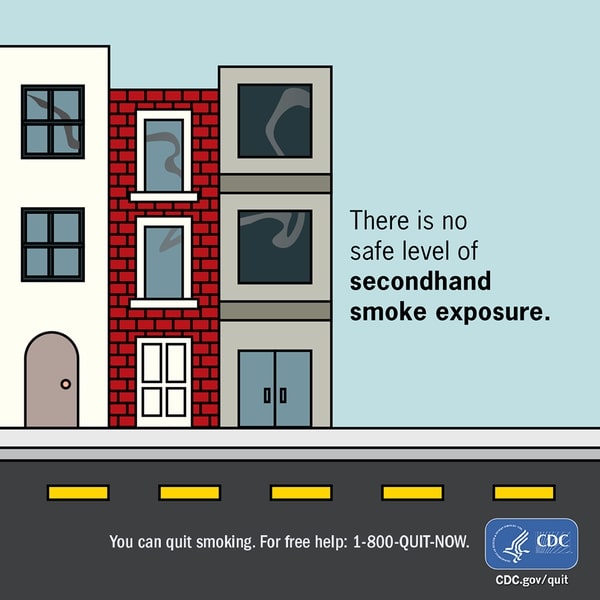 There is no
safe level of
secondhand
smoke exposure.
You can quit smoking. For free help: 1-800-QUIT-NOW.
CDC
CDC.gov/quit